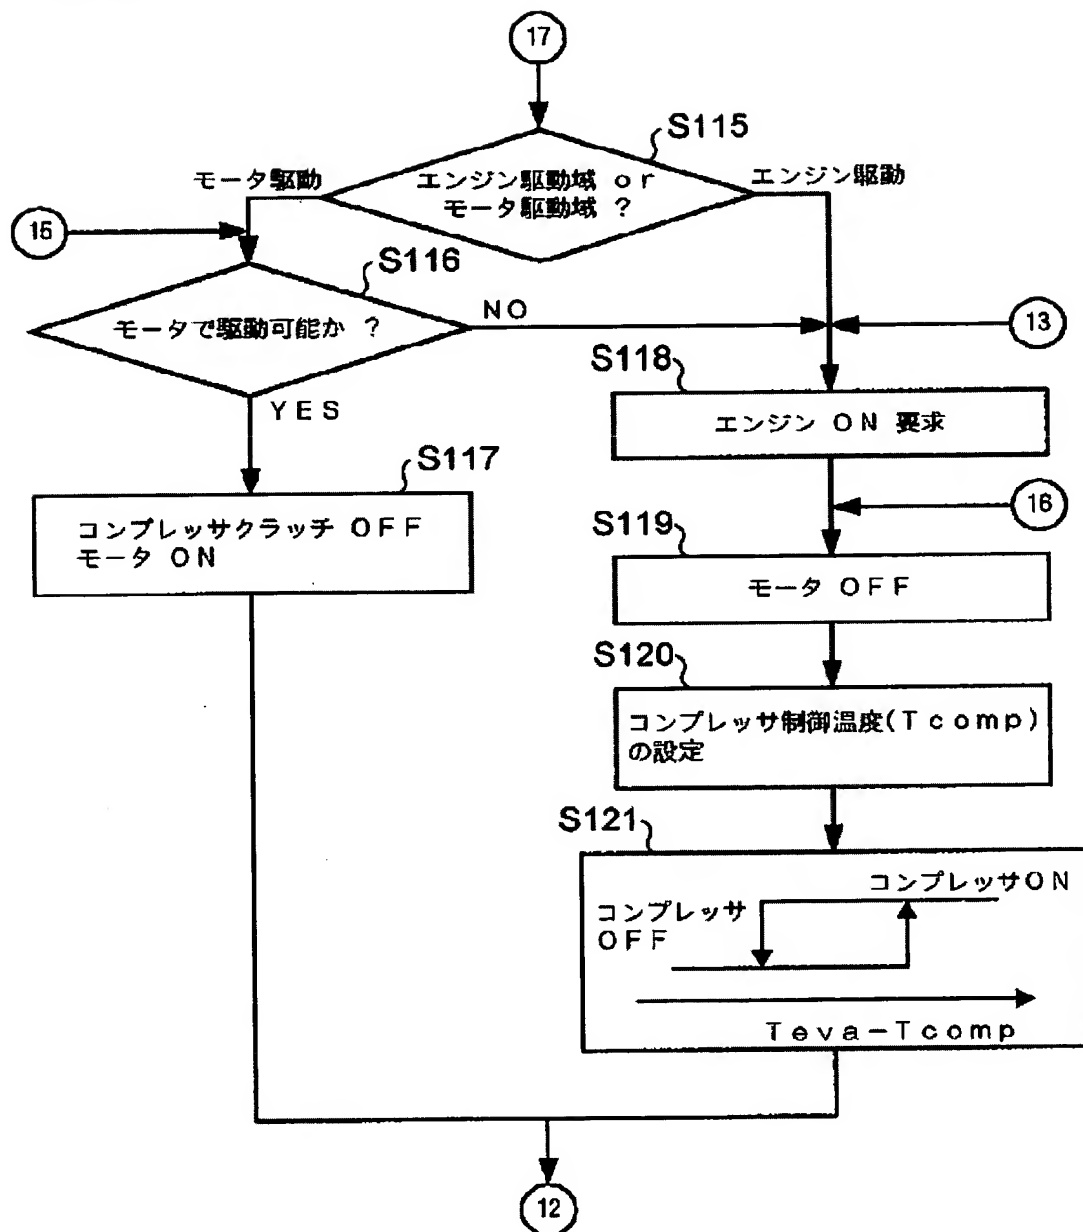 17
S115
モータ駆動
エンジン駆動域 or
モータ駆動域 ?
エンジン駆動
15
S116
モータで駆動可能か ?
NO
13
YES
S118
エンジン ON 要求
S117
コンプレッサクラッチ OFF
モータ ON
16
S119
モータ OFF
S120
コンプレッサ制御温度(Tcomp)
の設定
S121
コンプレッサON
コンプレッサ
OFF
Teva-Tcomp
12